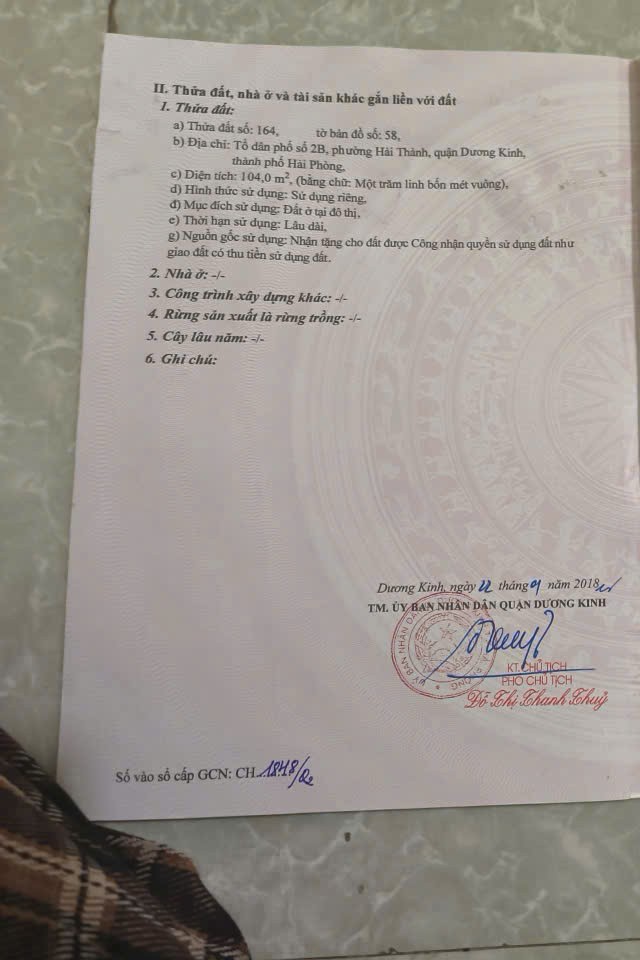 II. Thửa đất, nhà ở và tài sản khác gắn liền với đất
1. Thửa đất:
a) Thửa đất số: 164, tờ bản đồ số: 58,
b) Địa chỉ: Tổ dân phố số 2B, phường Hải Thành, quận Dương Kinh,
thành phố Hải Phòng,
c) Diện tích: 104,0 m², (bằng chữ: Một trăm linh bốn mét vuông),
d) Hình thức sử dụng: Sử dụng riêng,
đ) Mục đích sử dụng: Đất ở tại đô thị,
e) Thời hạn sử dụng: Lâu dài,
g) Nguồn gốc sử dụng: Nhận tặng cho đất được Công nhận quyền sử dụng đất như
giao đất có thu tiền sử dụng đất.
2. Nhà ở: -/-
3. Công trình xây dựng khác: -/-
4. Rừng sản xuất là rừng trồng: -/-
5. Cây lâu năm: -/-
6. Ghi chú:
Dương Kinh, ngày 22 tháng 9 năm 2018
TM. ỦY BAN NHÂN DÂN QUẬN DƯƠNG KINH
KT. CHỦ TỊCH
PHÓ CHỦ TỊCH
Đỗ Thị Thanh Thuỷ
Số vào sổ cấp GCN: CH 1848/